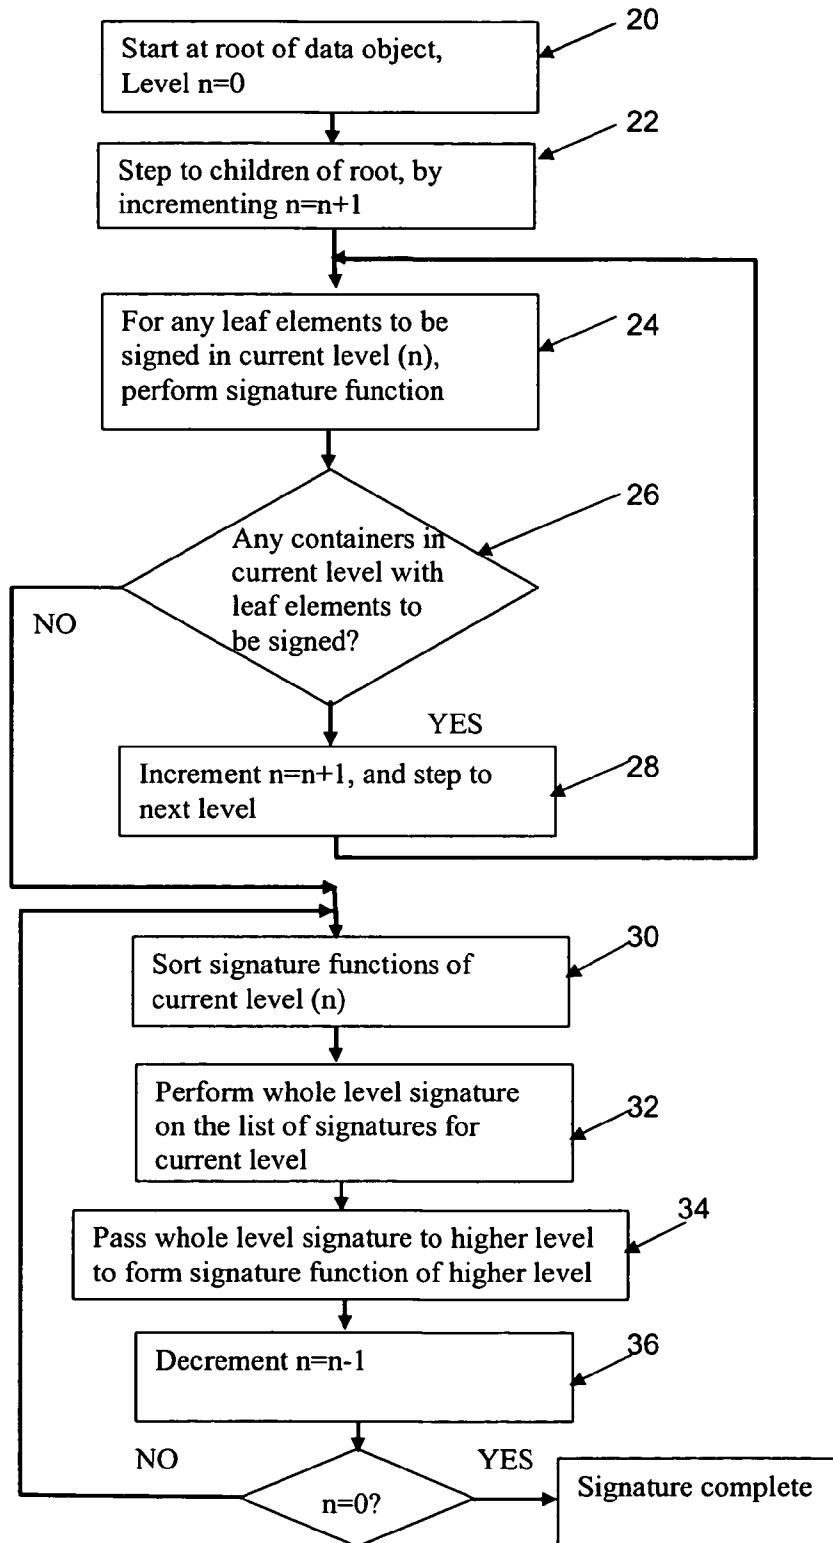 20
Start at root of data object,
Level n=0
22
Step to children of root, by
incrementing n=n+1
24
For any leaf elements to be
signed in current level (n),
perform signature function
26
Any containers in
current level with
leaf elements to
be signed?
NO
YES
28
Increment n=n+1, and step to
next level
30
Sort signature functions of
current level (n)
32
Perform whole level signature
on the list of signatures for
current level
34
Pass whole level signature to higher level
to form signature function of higher level
36
Decrement n=n-1
NO
YES
n=0?
Signature complete